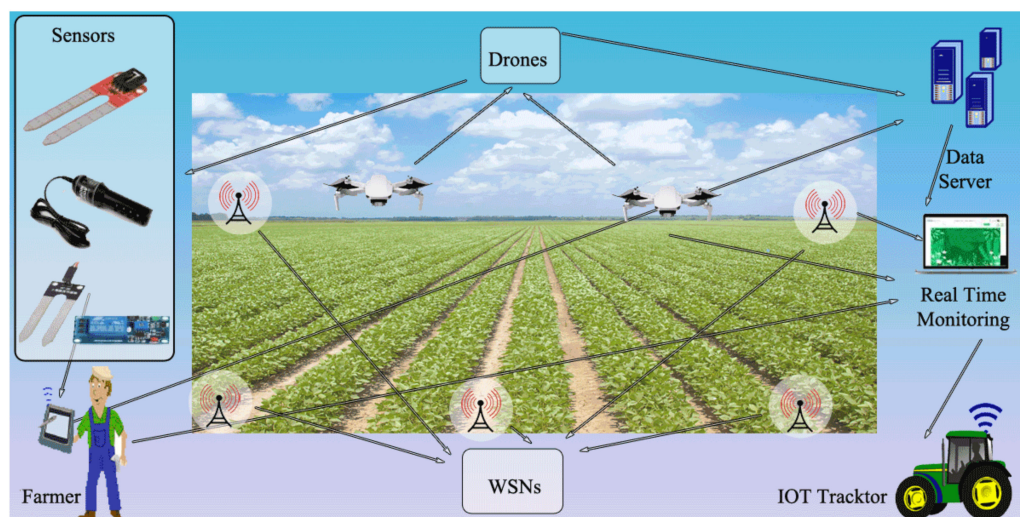 Sensors
Drones
Data
Server
Real Time
Monitoring
Farmer
WSNs
IOT Tracktor